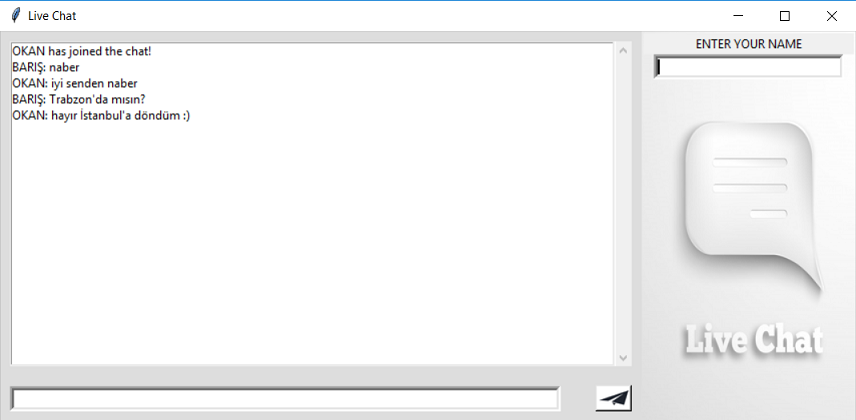 Live Chat
OKAN has joined the chat!
BARIŞ: naber
OKAN: iyi senden naber
BARIŞ: Trabzon'da mısın?
OKAN: hayır İstanbul'a döndüm :)
ENTER YOUR NAME
Live Chat